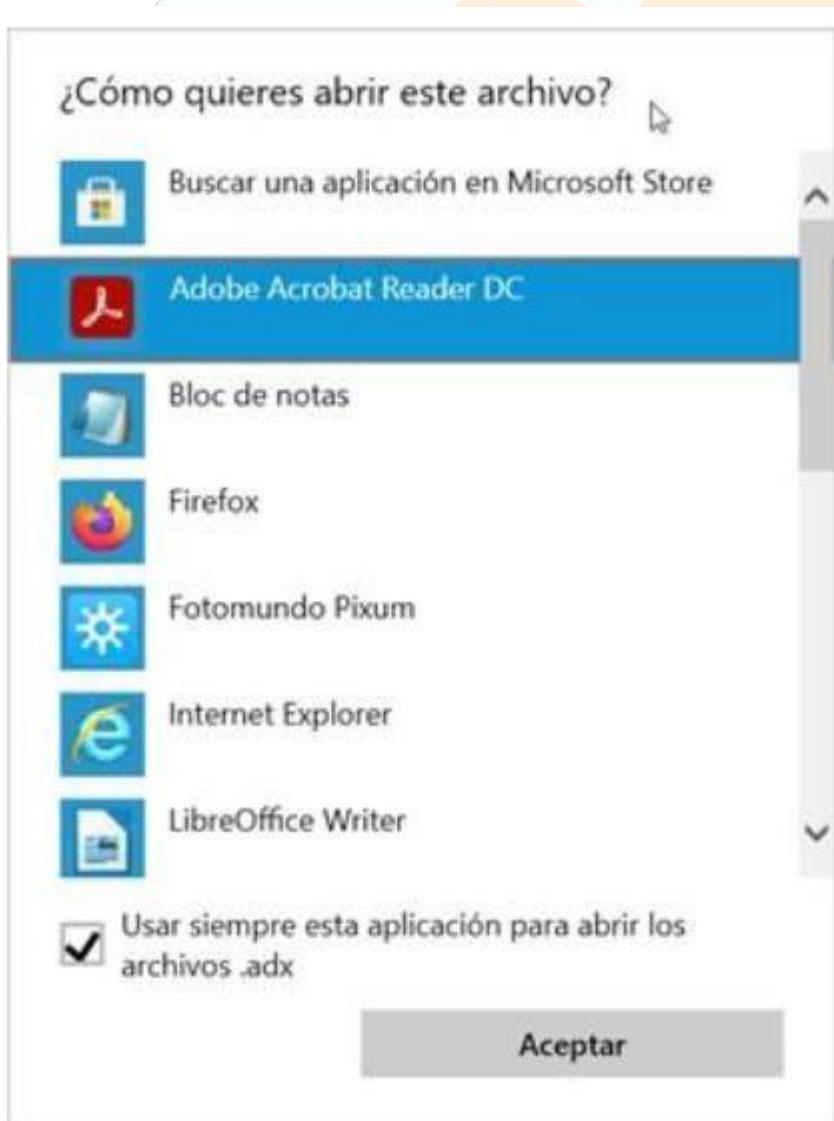 ¿Cómo quieres abrir este archivo?
Buscar una aplicación en Microsoft Store
Adobe Acrobat Reader DC
Bloc de notas
Firefox
Fotomundo Pixum
Internet Explorer
LibreOffice Writer
Usar siempre esta aplicación para abrir los
archivos .adx
Aceptar